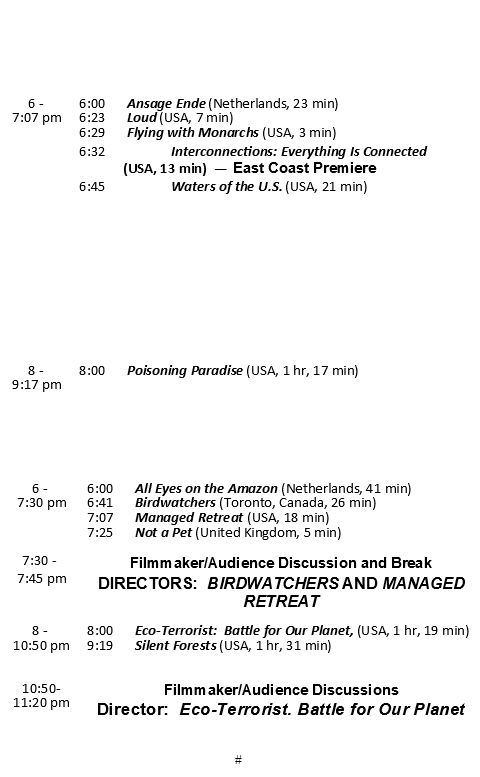 6 - 6:00 Ansage Ende (Netherlands, 23 min)
7:07 pm 6:23 Loud (USA, 7 min)
6:29 Flying with Monarchs (USA, 3 min)
6:32 Interconnections: Everything Is Connected
(USA, 13 min) — East Coast Premiere
6:45 Waters of the U.S. (USA, 21 min)
8 - 8:00 Poisoning Paradise (USA, 1 hr, 17 min)
9:17 pm
6 - 6:00 All Eyes on the Amazon (Netherlands, 41 min)
7:30 pm 6:41 Birdwatchers (Toronto, Canada, 26 min)
7:07 Managed Retreat (USA, 18 min)
7:25 Not a Pet (United Kingdom, 5 min)
7:30 - Filmmaker/Audience Discussion and Break
7:45 pm DIRECTORS: BIRDWATCHERS AND MANAGED
RETREAT
8 - 8:00 Eco-Terrorist: Battle for Our Planet, (USA, 1 hr, 19 min)
10:50 pm 9:19 Silent Forests (USA, 1 hr, 31 min)
10:50- Filmmaker/Audience Discussions
11:20 pm Director: Eco-Terrorist. Battle for Our Planet
#